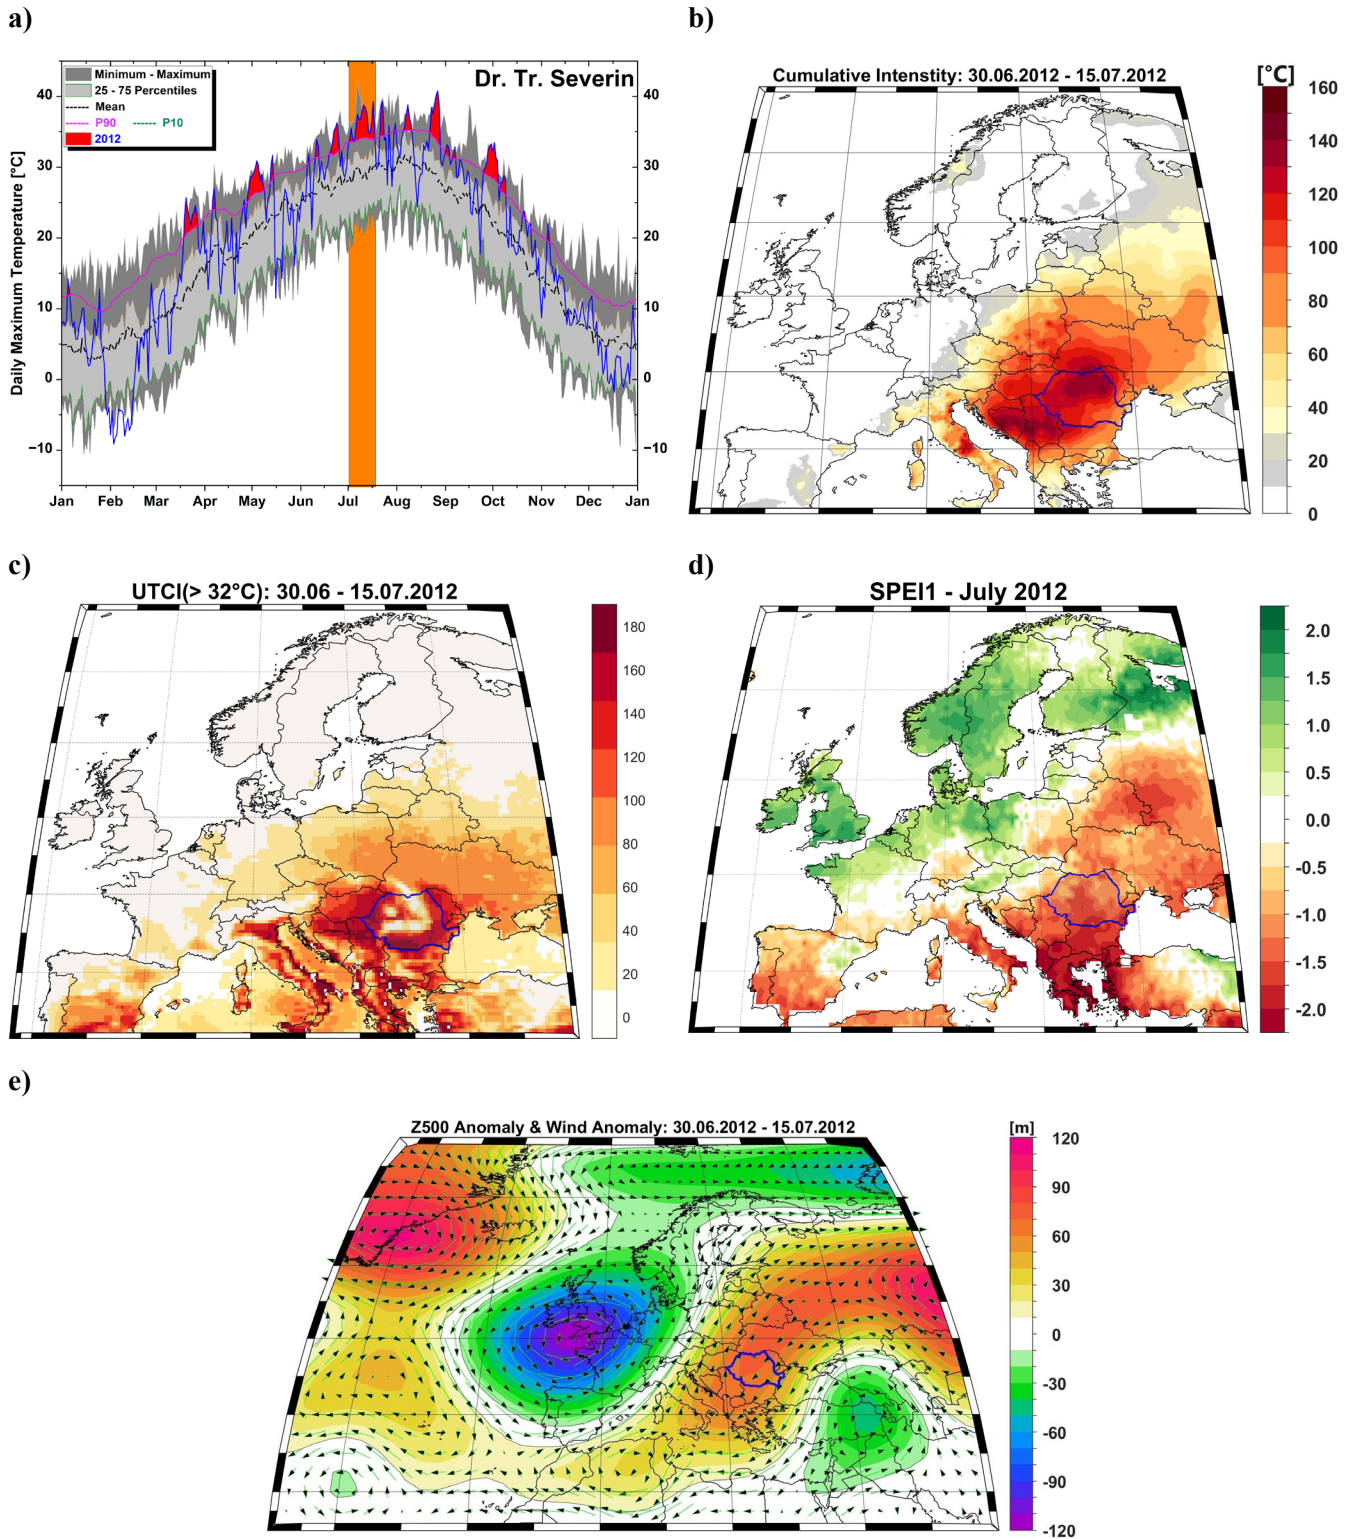 a)
Dr. Tr. Severin
Minimum - Maximum
25 - 75 Percentiles
Mean
P90 P10
2012
Daily Maximum Temperature [°C]
40
30
20
10
0
−10
40
30
20
10
0
−10
Jan Feb Mar Apr May Jun Jul Aug Sep Oct Nov Dec Jan
b)
Cumulative Intenstity: 30.06.2012 - 15.07.2012
[°C]
160
140
120
100
80
60
40
20
0
c)
UTCI(> 32°C): 30.06 - 15.07.2012
180
160
140
120
100
80
60
40
20
0
d)
SPEI1 - July 2012
2.0
1.5
1.0
0.5
0.0
-0.5
-1.0
-1.5
-2.0
e)
Z500 Anomaly & Wind Anomaly: 30.06.2012 - 15.07.2012
[m]
120
90
60
30
0
-30
-60
-90
-120